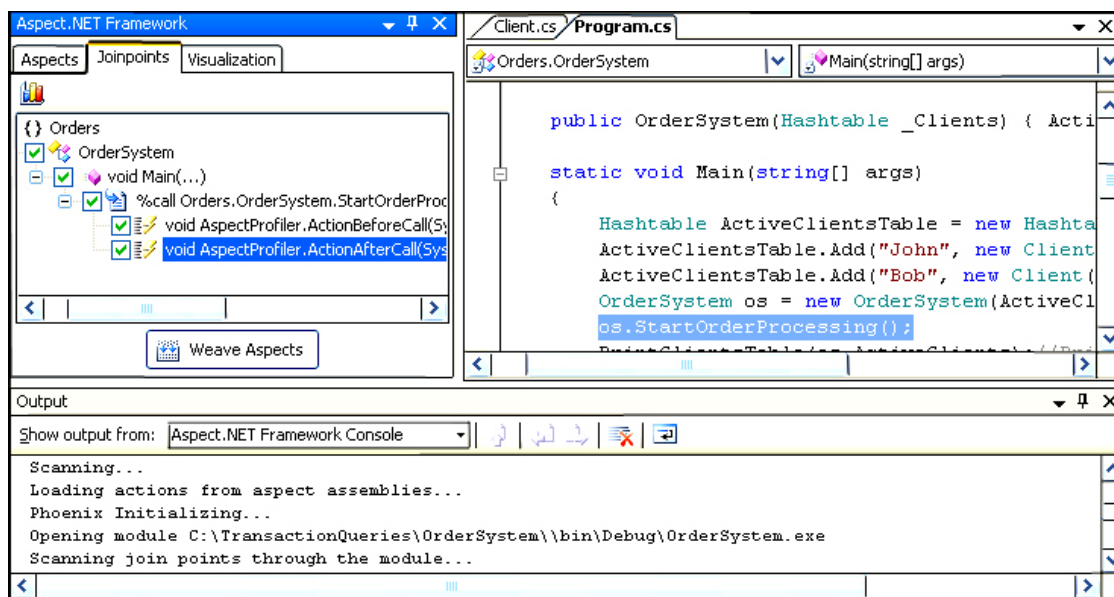 Aspect.NET Framework
Aspects
Joinpoints
Visualization
{} Orders
OrderSystem
void Main(...)
%call Orders.OrderSystem.StartOrderProc
void AspectProfiler.ActionBeforeCall(Sy
void AspectProfiler.ActionAfterCall(Sys
Weave Aspects
Client.cs
Program.cs
Orders.OrderSystem
Main(string[] args)
public OrderSystem(Hashtable _Clients) { Acti
static void Main(string[] args)
{
Hashtable ActiveClientsTable = new Hashta
ActiveClientsTable.Add("John", new Client
ActiveClientsTable.Add("Bob", new Client(
OrderSystem os = new OrderSystem(ActiveCl
os.StartOrderProcessing();
Output
Show output from:
Aspect.NET Framework Console
Scanning...
Loading actions from aspect assemblies...
Phoenix Initializing...
Opening module C:\TransactionQueries\OrderSystem\\bin\Debug\OrderSystem.exe
Scanning join points through the module...